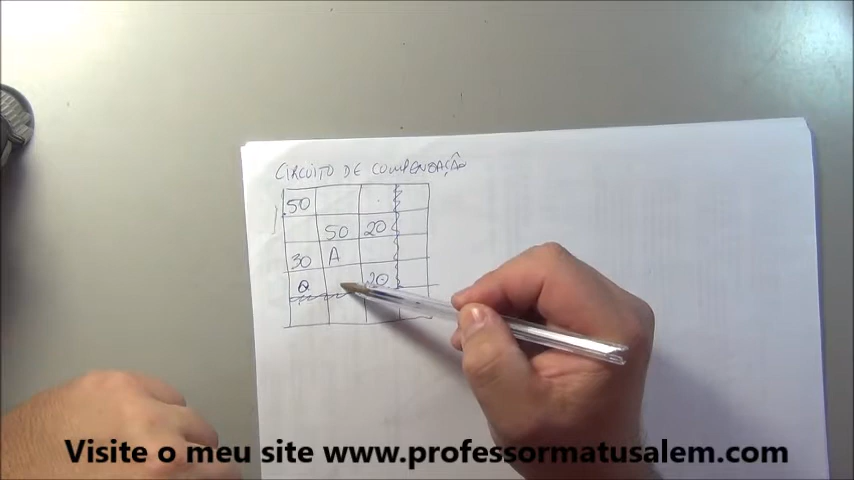 CIRCUITO DE COMPENSAÇÃO
50
50 20
30 A
Q 20
Visite o meu site www.professormatusalem.com